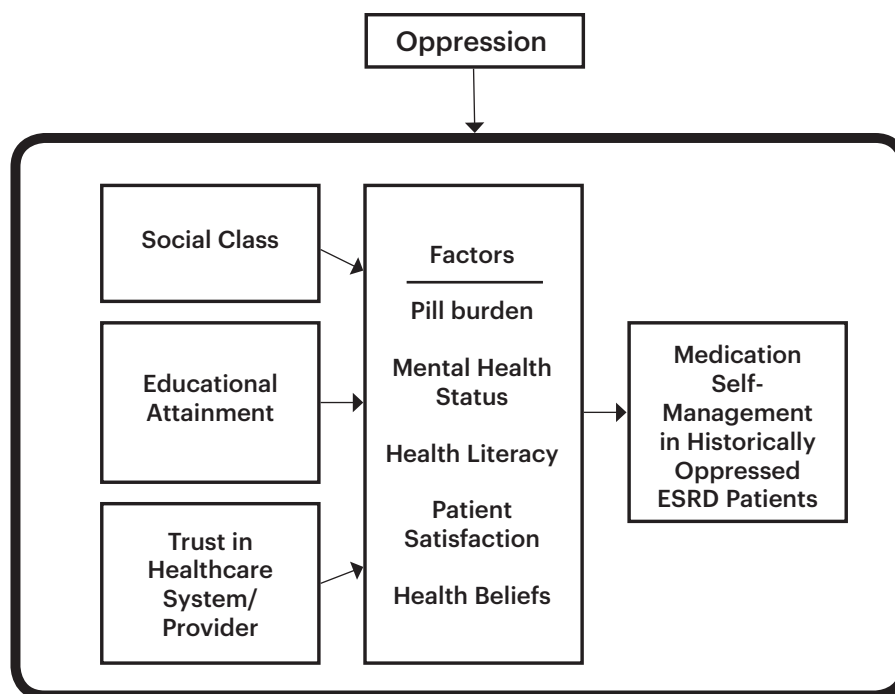 Oppression
Social Class
Educational
Attainment
Trust in
Healthcare
System/
Provider
Factors
Pill burden
Mental Health
Status
Health Literacy
Patient
Satisfaction
Health Beliefs
Medication
Self-
Management
in Historically
Oppressed
ESRD Patients